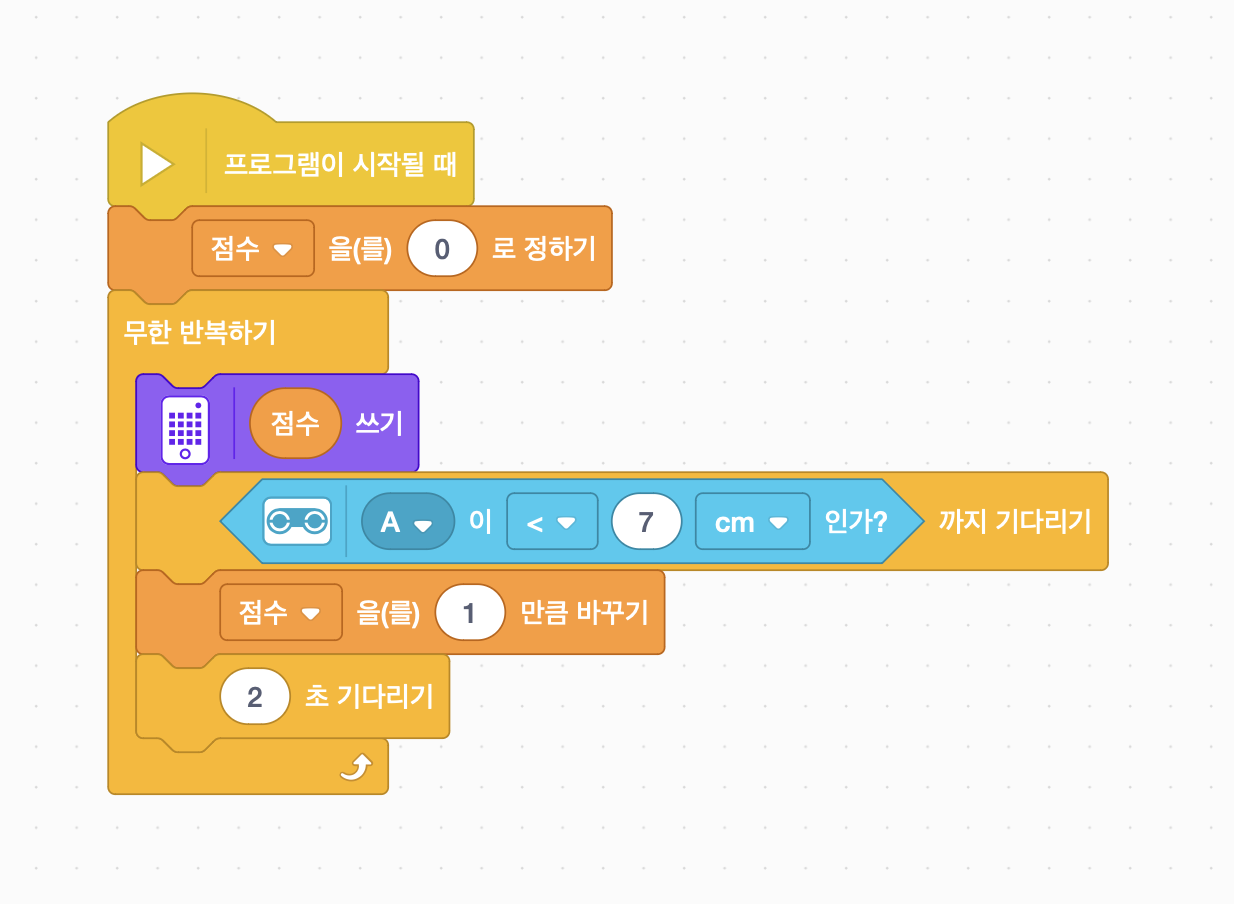 프로그램이 시작될 때
점수 을(를) 0 로 정하기
무한 반복하기
점수 쓰기
A 이 < 7 cm 인가? 까지 기다리기
점수 을(를) 1 만큼 바꾸기
2 초 기다리기